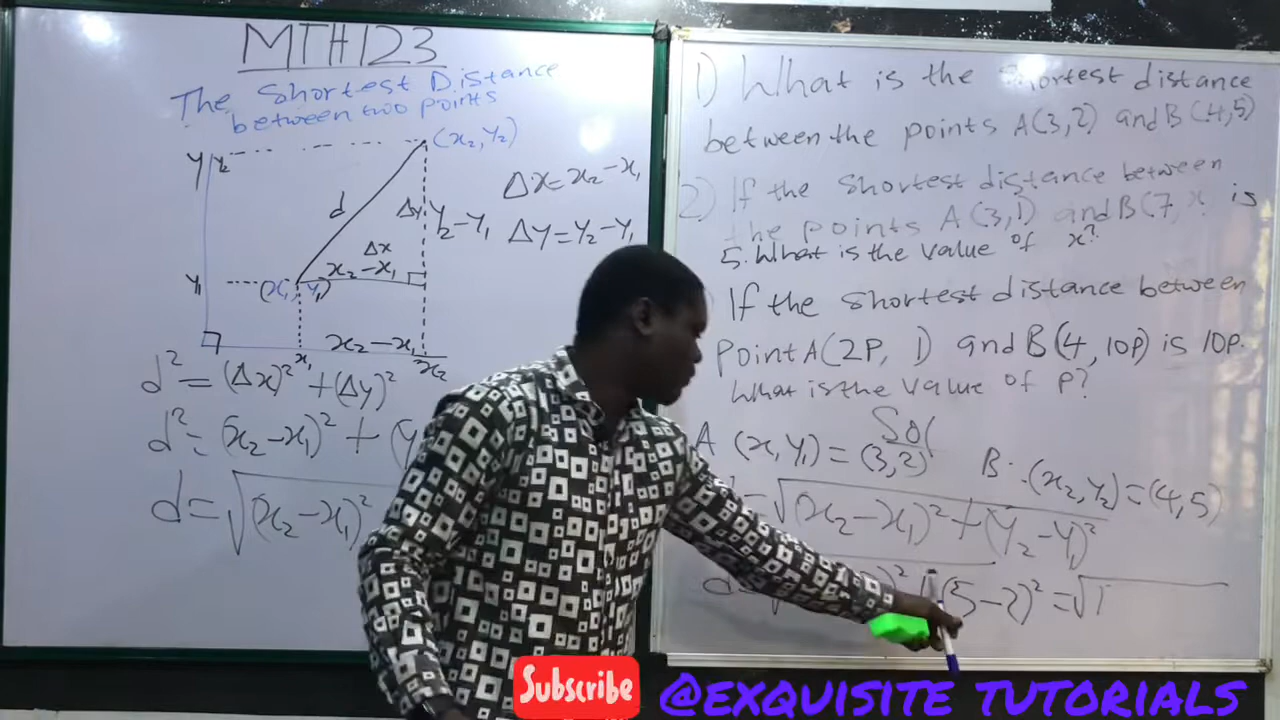 MTH123
The Shortest Distance
between two points
(x₂, y₂)
y y₂
d
Δy y₂-y₁
Δx
x₂-x₁
y₁
(x₁, y₁)
x₂-x₁
x₁
x₂
Δx=x₂-x₁
Δy=y₂-y₁
d²=(Δx)²+(Δy)²
d²=(x₂-x₁)²+(y
d=√(x₂-x₁)²
1) What is the Shortest distance
between the points A(3,2) and B(4,5)
2) If the Shortest distance between
the points A(3,1) and B(7,x is
5. What is the value of x?
If the Shortest distance between
Point A(2P, 1) and B(4,10P) is 10P.
What is the Value of P?
Sol
A (x₁,y₁)=(3,2) B:(x₂,y₂)=(4,5)
=√(x₂-x₁)²+(y₂-y₁)²
d=√ )²+(5-2)²=√1
Subscribe
@EXQUISITE TUTORIALS